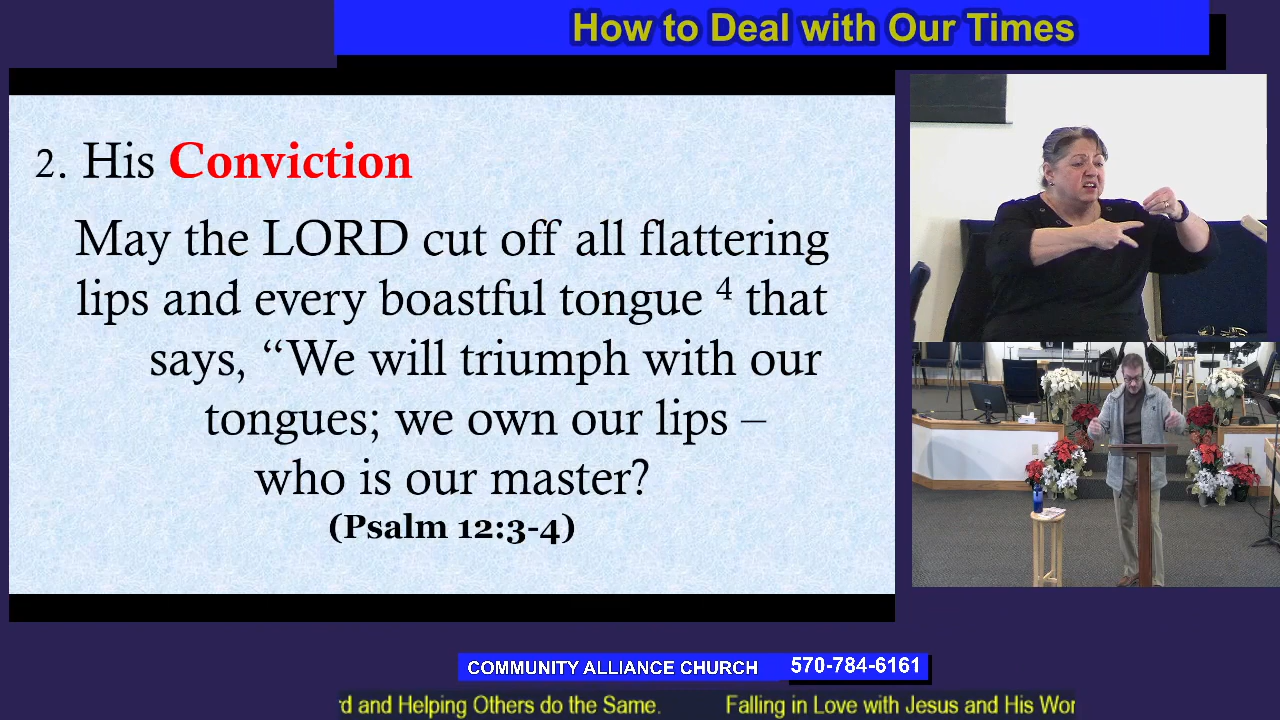 How to Deal with Our Times
2. His Conviction
May the LORD cut off all flattering
lips and every boastful tongue ⁴ that
says, “We will triumph with our
tongues; we own our lips –
who is our master?
(Psalm 12:3-4)
COMMUNITY ALLIANCE CHURCH 570-784-6161
and Helping Others do the Same. Falling in Love with Jesus and His